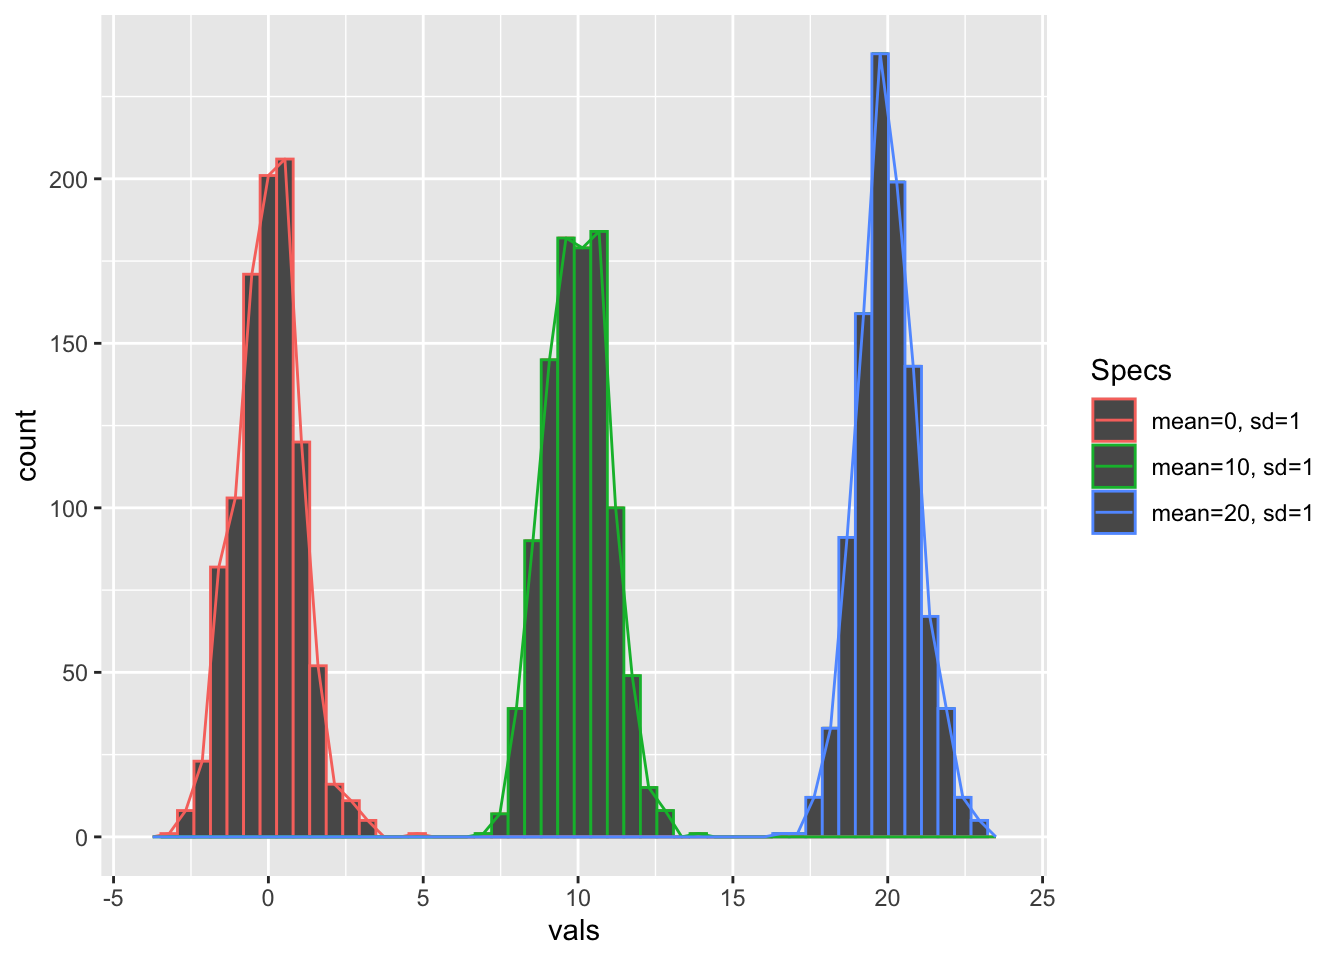 200
150
100
50
0
count
-5 0 5 10 15 20 25
vals
Specs
mean=0, sd=1
mean=10, sd=1
mean=20, sd=1